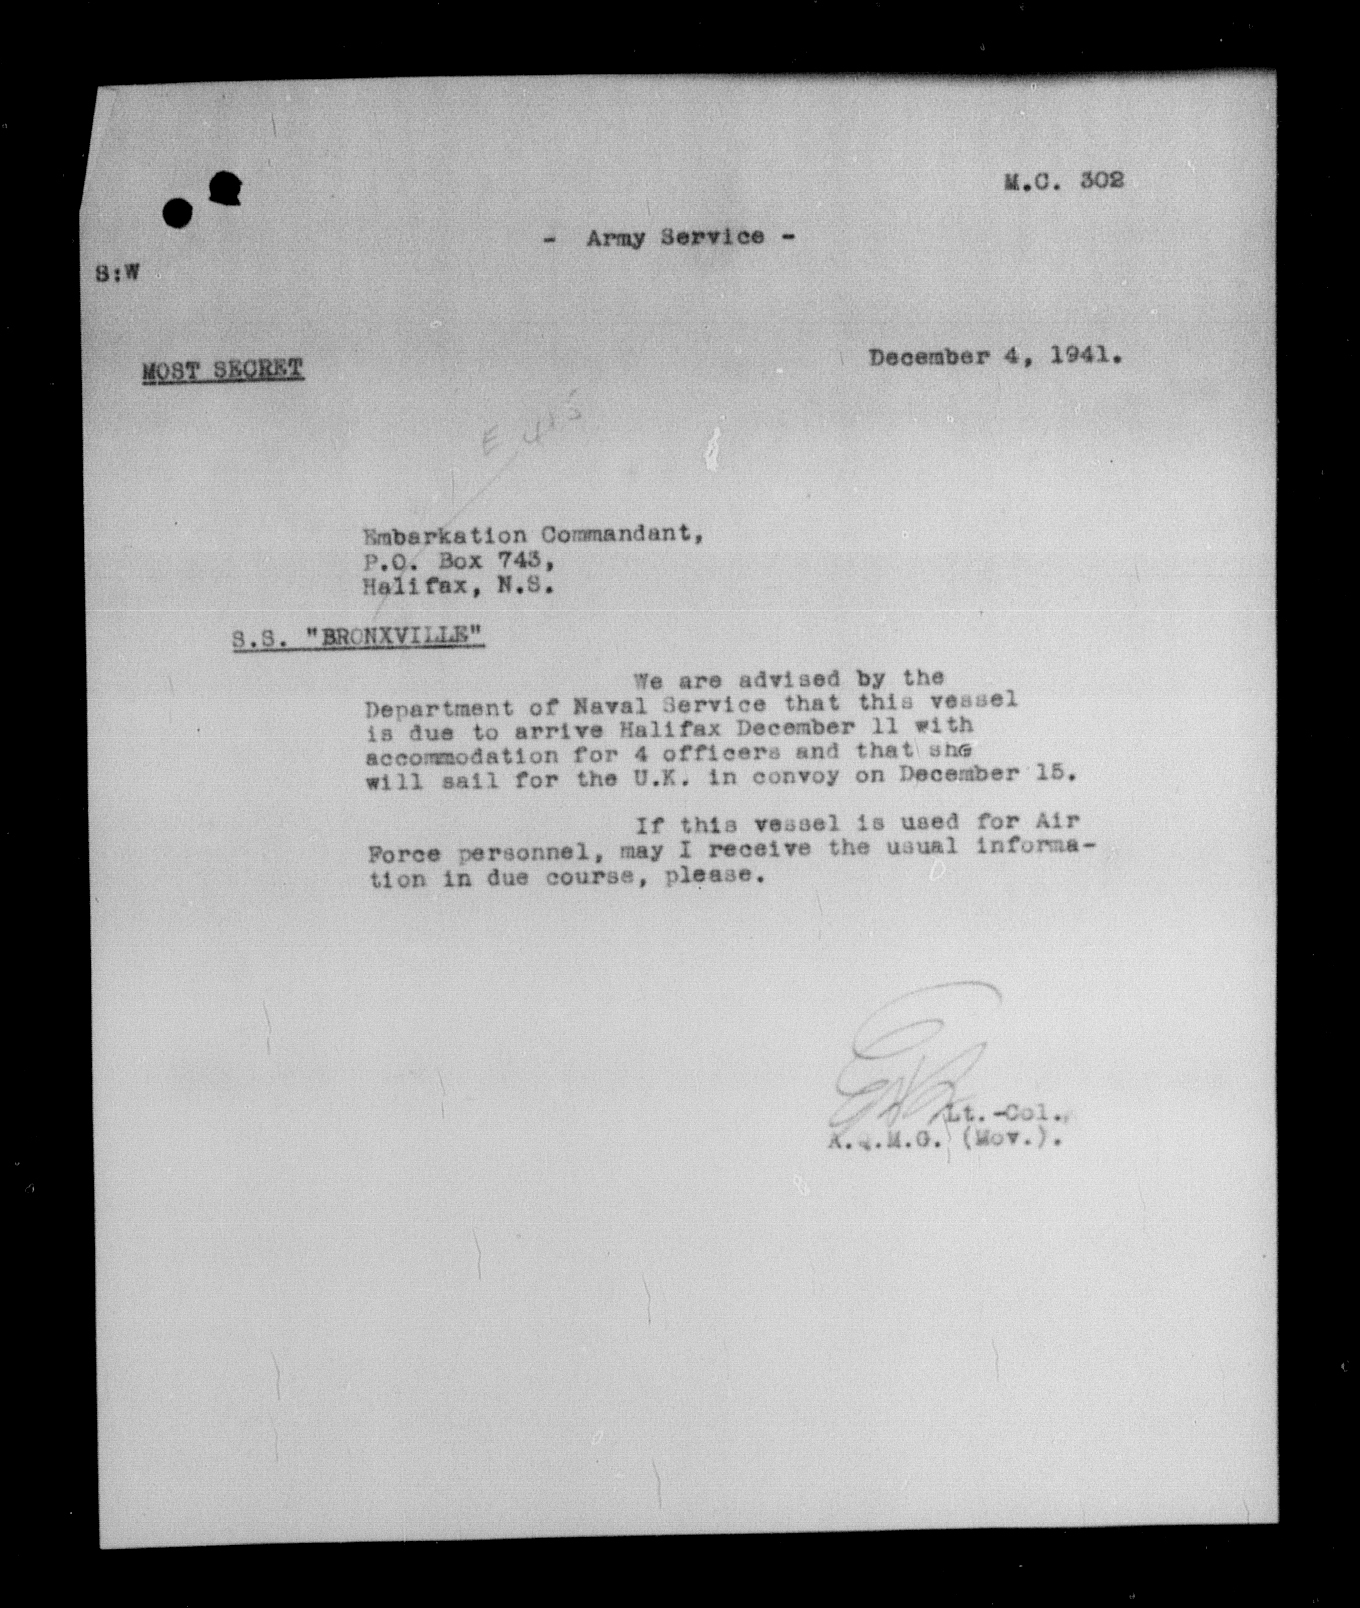 M.C. 302
- Army Service -
S:W
MOST SECRET
December 4, 1941.
Embarkation Commandant,
P.O. Box 743,
Halifax, N.S.
S.S. "BRONXVILLE"
We are advised by the
Department of Naval Service that this vessel
is due to arrive Halifax December 11 with
accommodation for 4 officers and that she
will sail for the U.K. in convoy on December 15.
If this vessel is used for Air
Force personnel, may I receive the usual informa-
tion in due course, please.
Lt.-Col.,
A.Q.M.G. (Mov.).